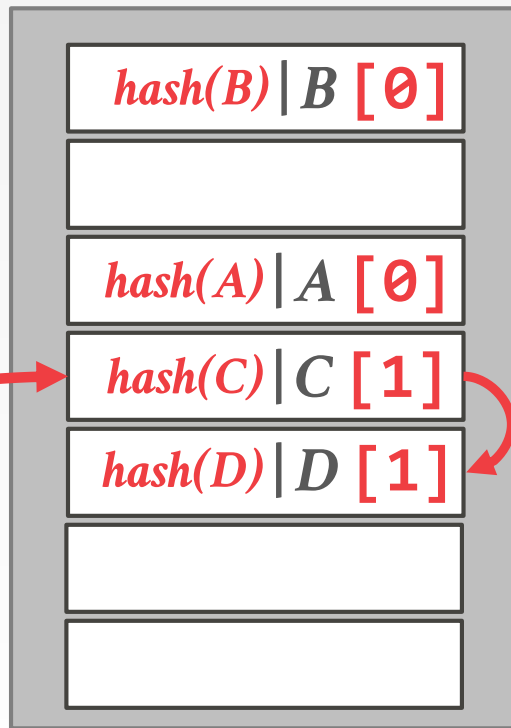 hash(B) | B [0]
hash(A) | A [0]
hash(C) | C [1]
hash(D) | D [1]